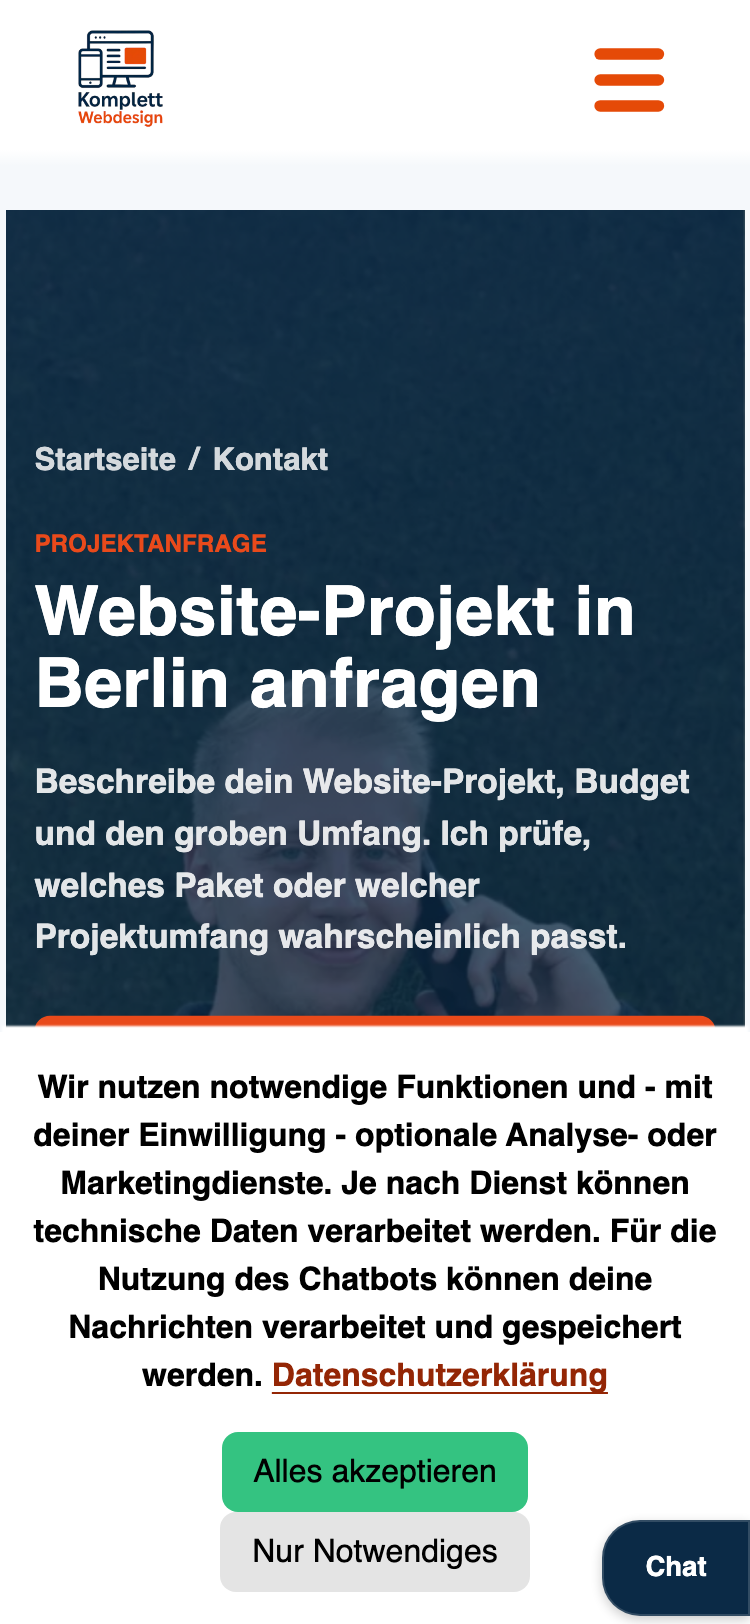 Komplett
Webdesign
Startseite / Kontakt
PROJEKTANFRAGE
Website-Projekt in
Berlin anfragen
Beschreibe dein Website-Projekt, Budget
und den groben Umfang. Ich prüfe,
welches Paket oder welcher
Projektumfang wahrscheinlich passt.
Wir nutzen notwendige Funktionen und - mit
deiner Einwilligung - optionale Analyse- oder
Marketingdienste. Je nach Dienst können
technische Daten verarbeitet werden. Für die
Nutzung des Chatbots können deine
Nachrichten verarbeitet und gespeichert
werden. Datenschutzerklärung
Alles akzeptieren
Nur Notwendiges
Chat